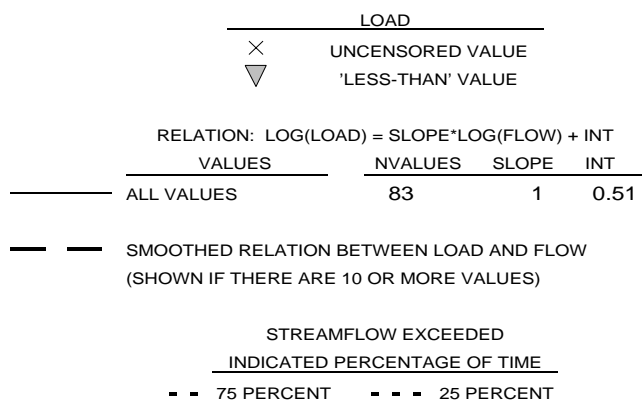 LOAD
UNCENSORED VALUE
'LESS-THAN' VALUE
RELATION: LOG(LOAD) = SLOPE*LOG(FLOW) + INT
VALUES NVALUES SLOPE INT
ALL VALUES 83 1 0.51
SMOOTHED RELATION BETWEEN LOAD AND FLOW
(SHOWN IF THERE ARE 10 OR MORE VALUES)
STREAMFLOW EXCEEDED
INDICATED PERCENTAGE OF TIME
75 PERCENT 25 PERCENT